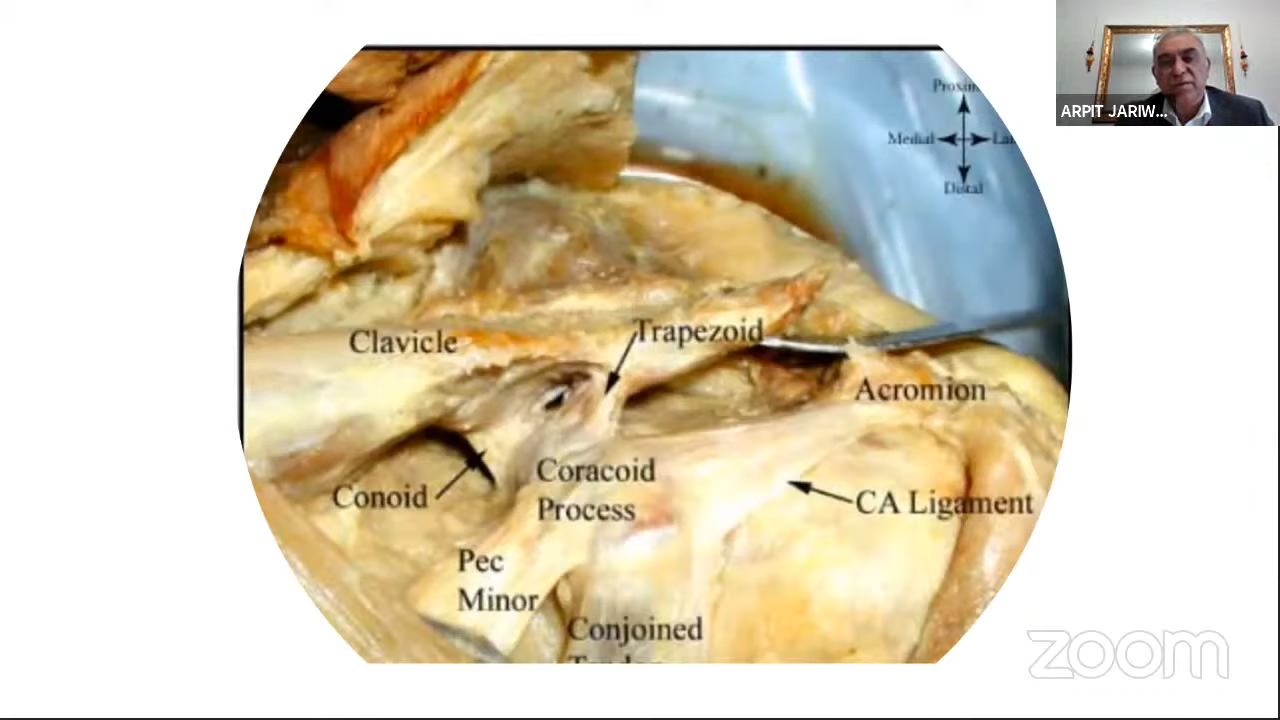 ARPIT JARIW...
Medial
Distal
Clavicle
Trapezoid
Acromion
Coracoid
Process
Conoid
CA Ligament
Pec
Minor
Conjoined
zoom